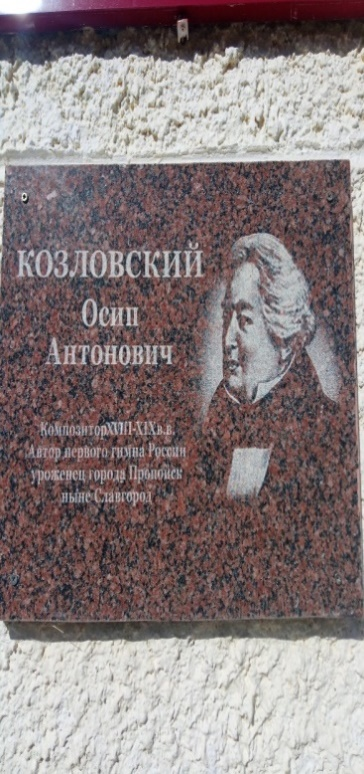 КОЗЛОВСКИЙ
Осип
Антонович
Композитор XVIII-XIX в.в.
Автор первого гимна России
уроженец города Пропойск
ныне Славгород